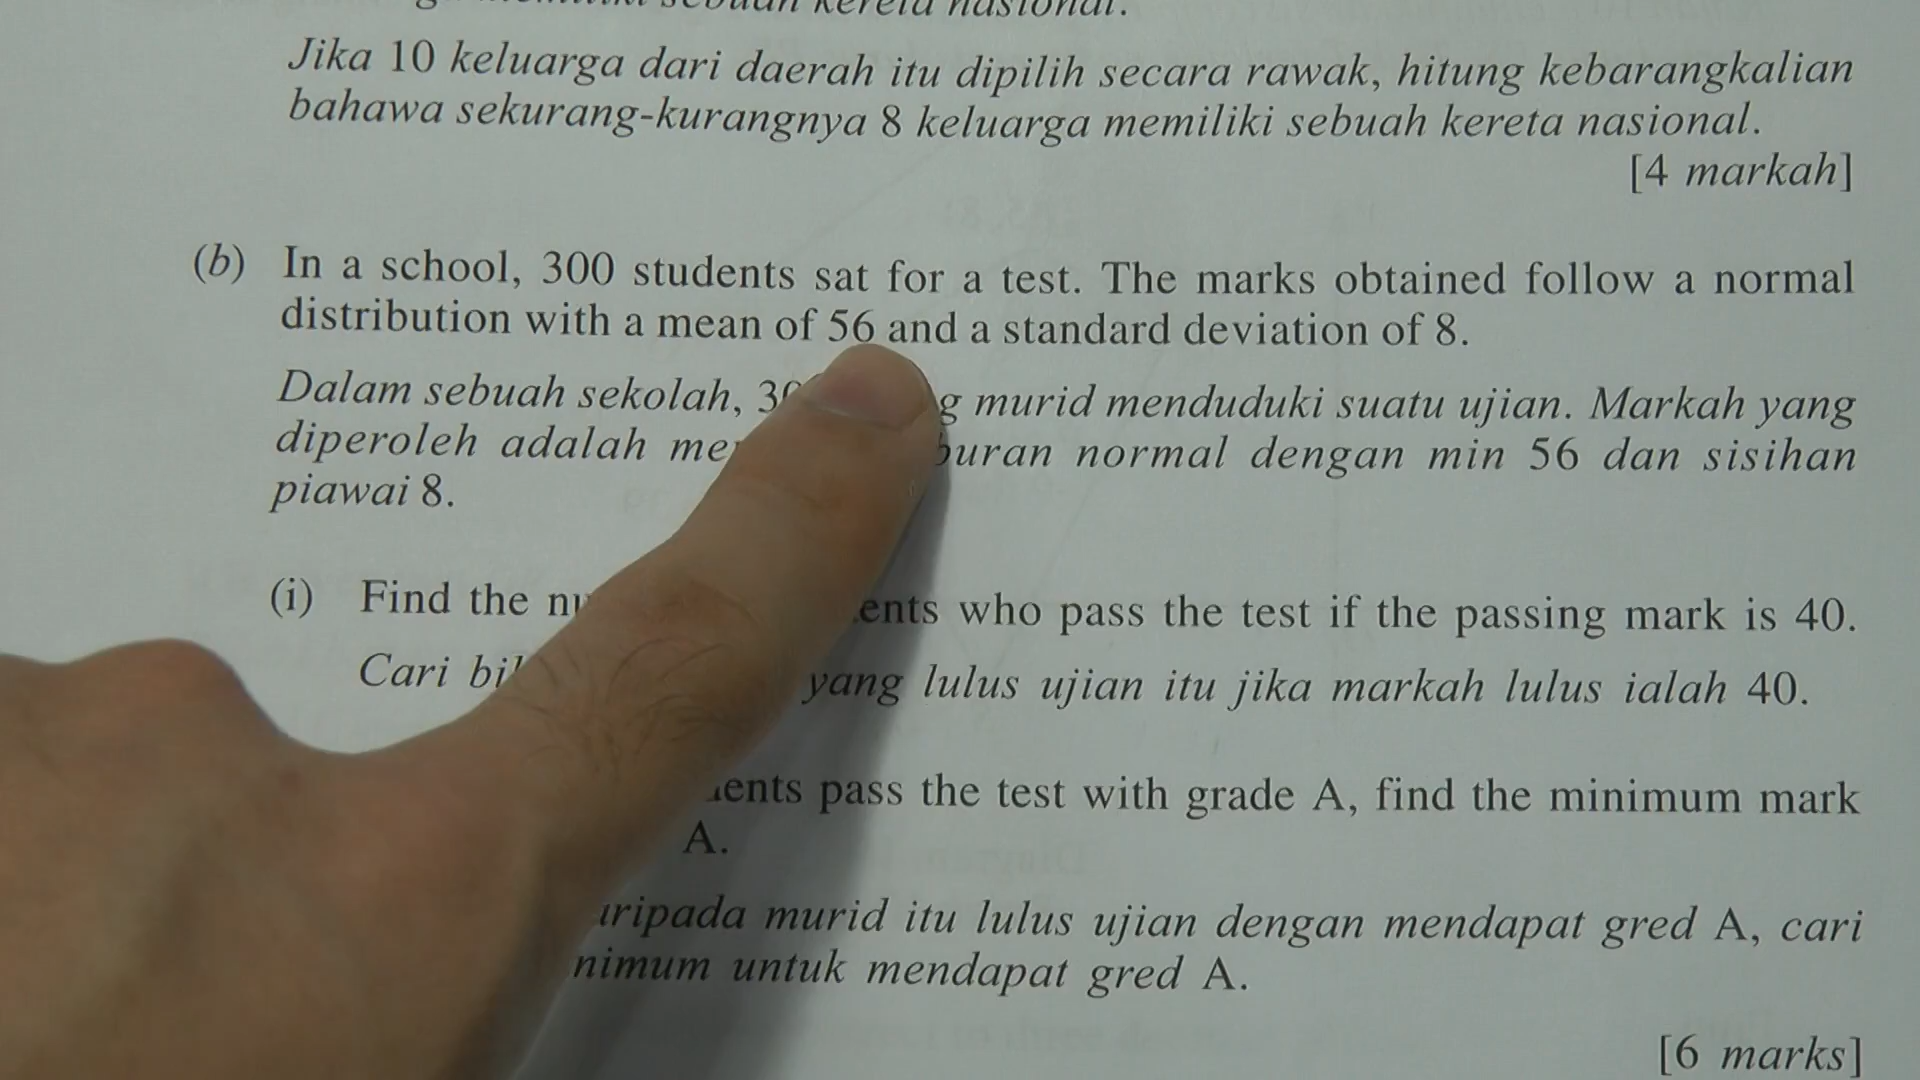 sebuah kereta nasional.
Jika 10 keluarga dari daerah itu dipilih secara rawak, hitung kebarangkalian
bahawa sekurang-kurangnya 8 keluarga memiliki sebuah kereta nasional.
[4 markah]
(b) In a school, 300 students sat for a test. The marks obtained follow a normal
distribution with a mean of 56 and a standard deviation of 8.
Dalam sebuah sekolah, murid menduduki suatu ujian. Markah yang
diperoleh adalah normal dengan min 56 dan sisihan
piawai 8.
(i) Find the who pass the test if the passing mark is 40.
Cari yang lulus ujian itu jika markah lulus ialah 40.
pass the test with grade A, find the minimum mark
A.
murid itu lulus ujian dengan mendapat gred A, cari
untuk mendapat gred A.
[6 marks]